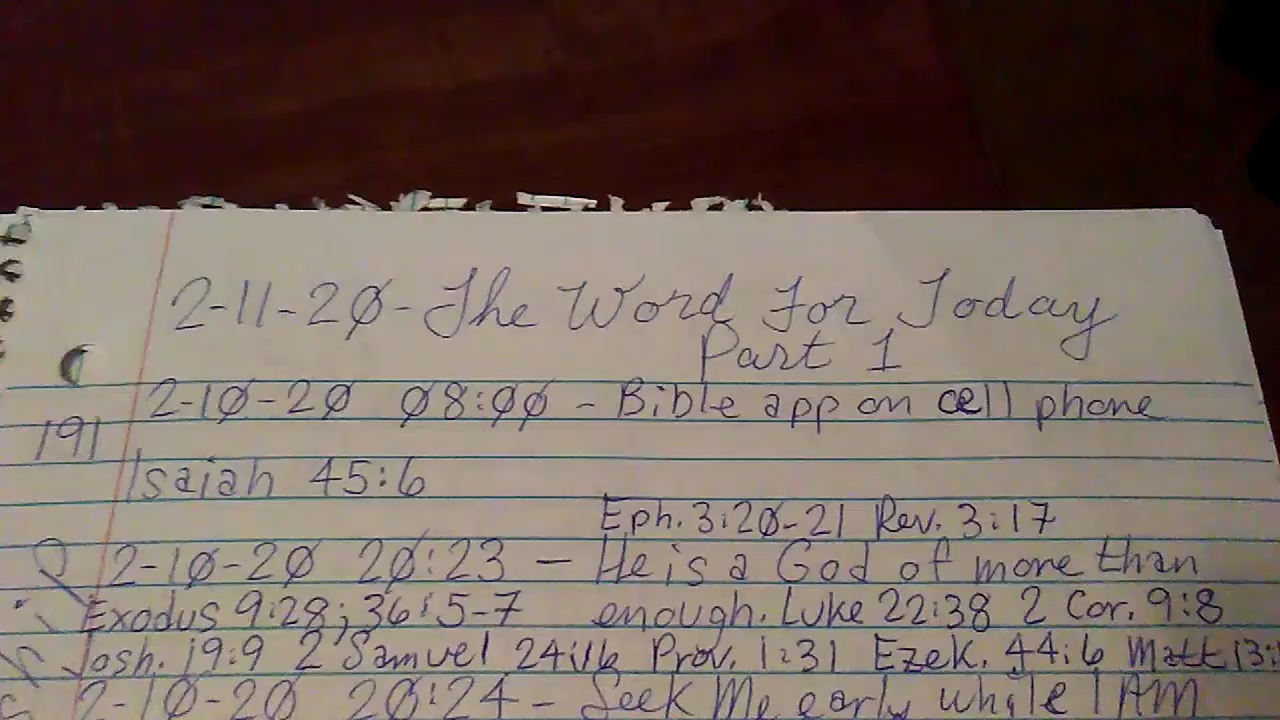 2-11-20-The Word For Today
Part 1
2-10-20 08:00 - Bible app on cell phone
191
Isaiah 45:6
Eph. 3:20-21 Rev. 3:17
2-10-20 20:23 - He is a God of more than
Exodus 9:28; 36:5-7 enough. Luke 22:38 2 Cor. 9:8
Josh. 19:9 2 Samuel 24:16 Prov. 1:31 Ezek. 44:6 Matt 13:
2-10-20 20:24 - Seek Me early while I AM